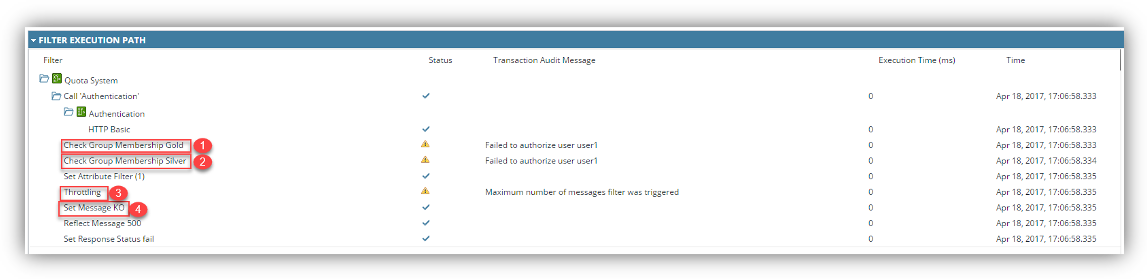 FILTER EXECUTION PATH
Filter Status Transaction Audit Message Execution Time (ms) Time
Quota System
Call 'Authentication' 0 Apr 18, 2017, 17:06:58.333
Authentication
HTTP Basic 0 Apr 18, 2017, 17:06:58.333
Check Group Membership Gold 1 Failed to authorize user user1 0 Apr 18, 2017, 17:06:58.333
Check Group Membership Silver 2 Failed to authorize user user1 0 Apr 18, 2017, 17:06:58.334
Set Attribute Filter (1) 0 Apr 18, 2017, 17:06:58.335
Throttling 3 Maximum number of messages filter was triggered 0 Apr 18, 2017, 17:06:58.335
Set Message KO 4 0 Apr 18, 2017, 17:06:58.335
Reflect Message 500 0 Apr 18, 2017, 17:06:58.335
Set Response Status fail 0 Apr 18, 2017, 17:06:58.335